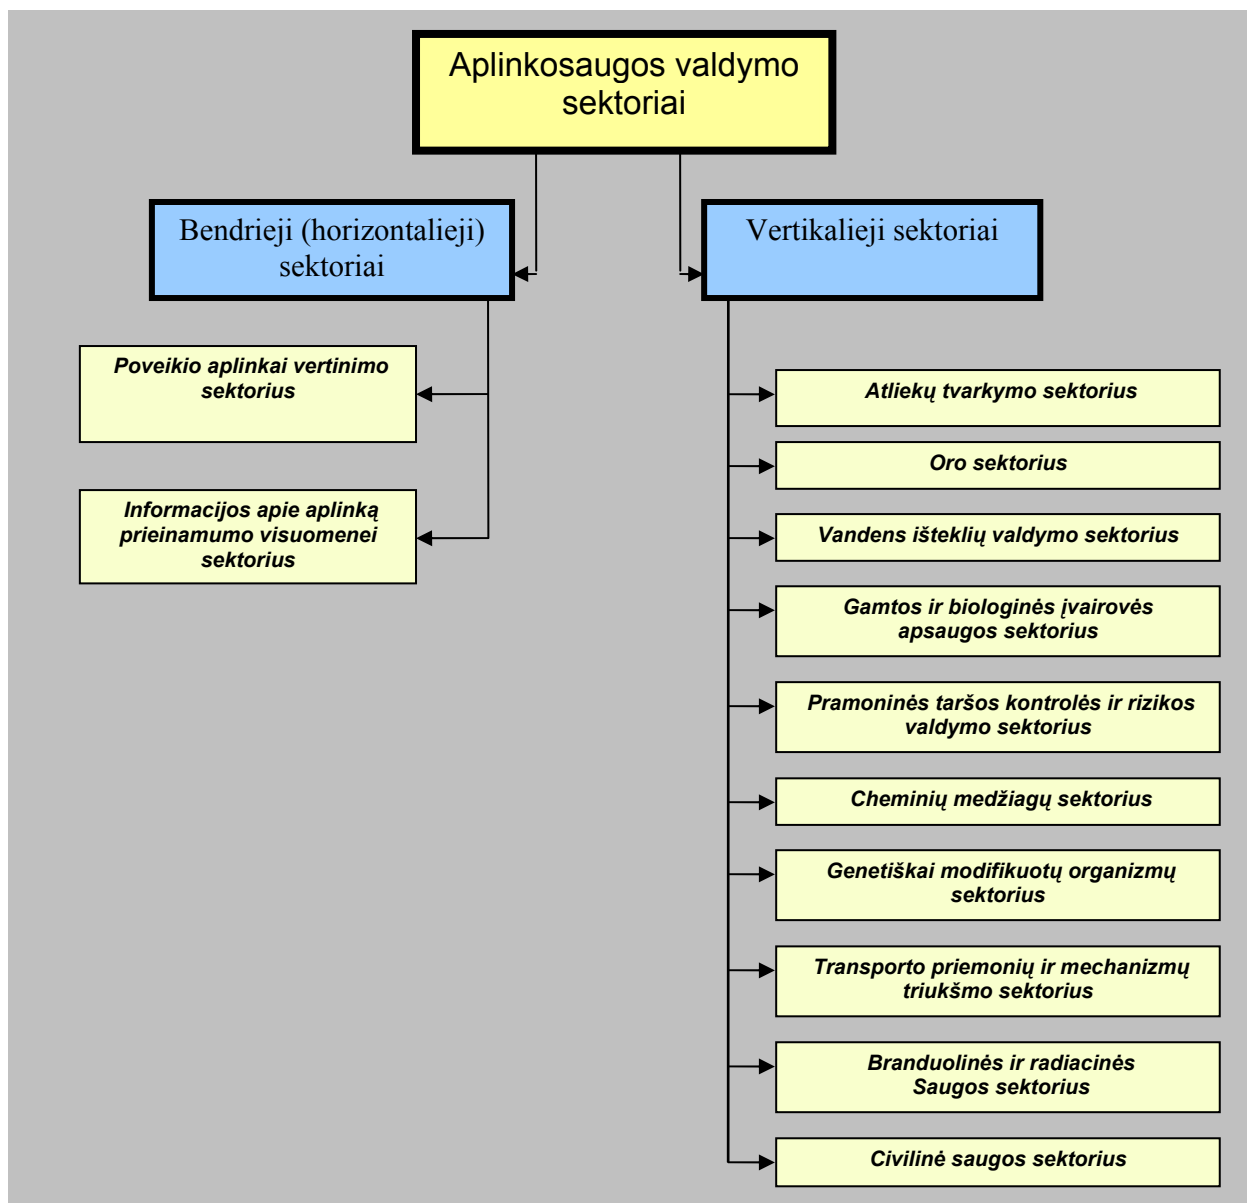 Aplinkosaugos valdymo
sektoriai
Bendrieji (horizontalieji)
sektoriai
Poveikio aplinkai vertinimo
sektorius
Informacijos apie aplinką
prieinamumo visuomenei
sektorius
Vertikalieji sektoriai
Atliekų tvarkymo sektorius
Oro sektorius
Vandens išteklių valdymo sektorius
Gamtos ir biologinės įvairovės
apsaugos sektorius
Pramoninės taršos kontrolės ir rizikos
valdymo sektorius
Cheminių medžiagų sektorius
Genetiškai modifikuotų organizmų
sektorius
Transporto priemonių ir mechanizmų
triukšmo sektorius
Branduolinės ir radiacinės
Saugos sektorius
Civilinė saugos sektorius